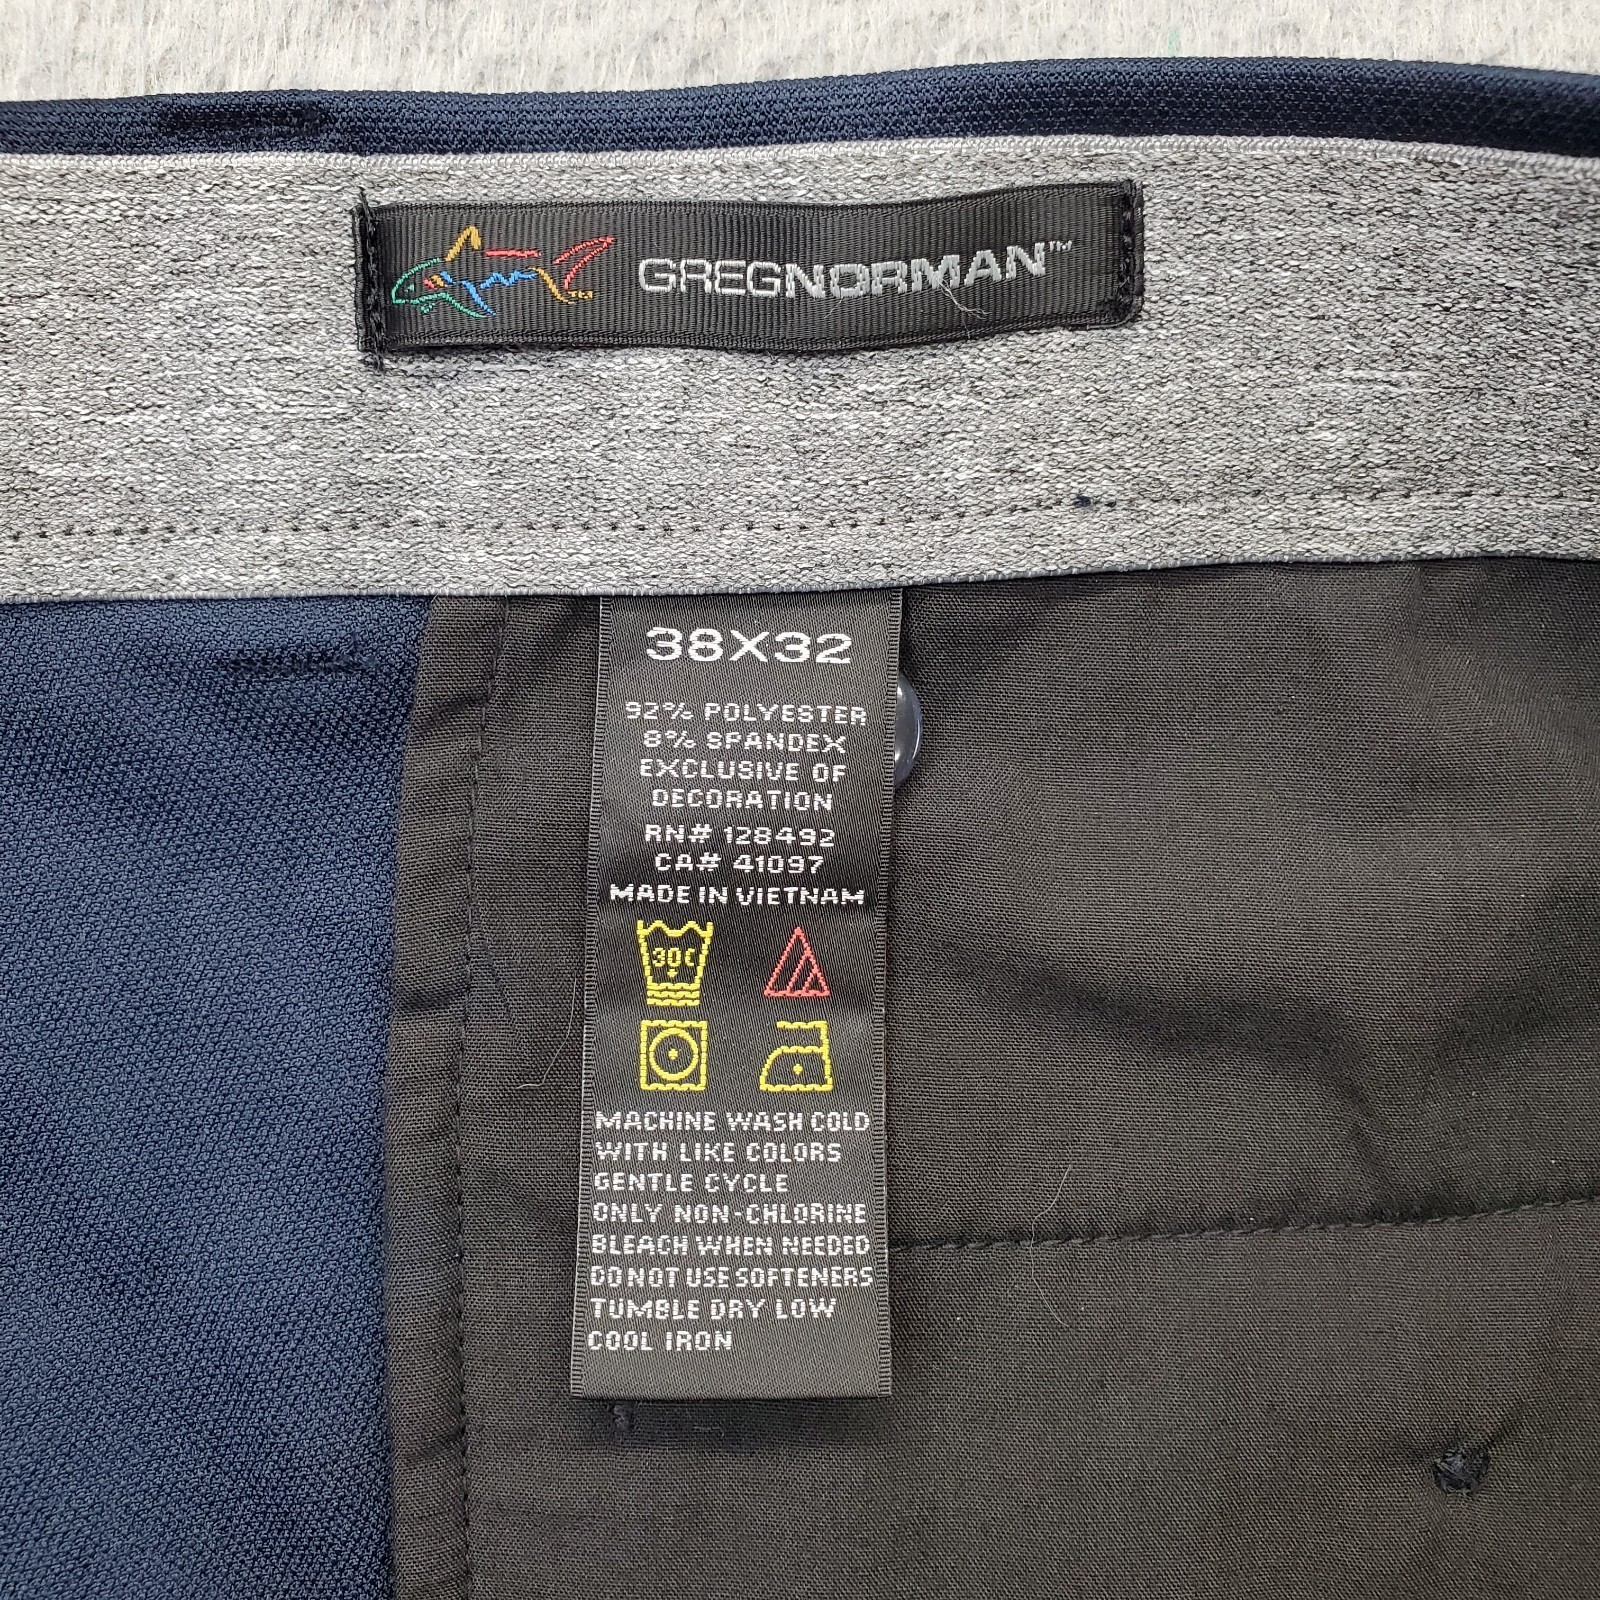 GREGNORMAN™
38X32
92% POLYESTER
8% SPANDEX
EXCLUSIVE OF
DECORATION
RN# 128492
CA# 41097
MADE IN VIETNAM
30C
MACHINE WASH COLD
WITH LIKE COLORS
GENTLE CYCLE
ONLY NON-CHLORINE
BLEACH WHEN NEEDED
DO NOT USE SOFTENERS
TUMBLE DRY LOW
COOL IRON